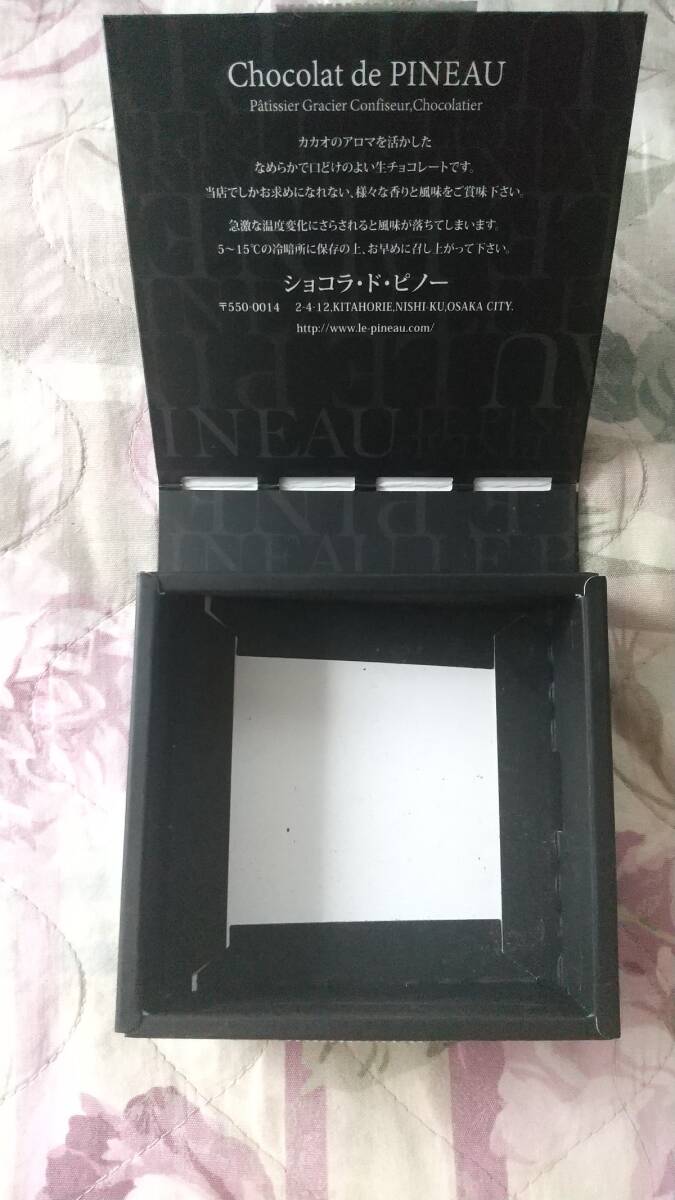 Chocolat de PINEAU
Pâtissier Gracier Confiseur,Chocolatier
カカオのアロマを活かした
なめらかで口どけのよい生チョコレートです。
当店でしかお求めになれない、様々な香りと風味をご賞味下さい。
急激な温度変化にさらされると風味が落ちてしまいます。
5～15℃の冷暗所に保存の上、お早めに召し上がって下さい。
ショコラ・ド・ピノー
〒550-0014 2-4-12,KITAHORIE,NISHI-KU,OSAKA CITY.
http://www.le-pineau.com/
INEAU
E PINE
INEAU LE P